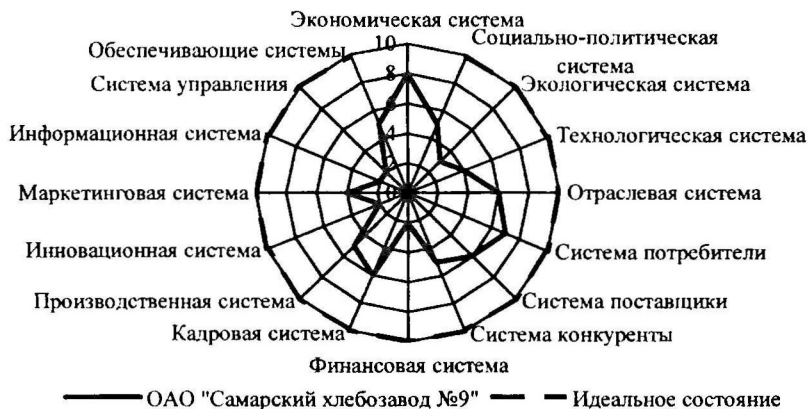 Экономическая система
Обеспечивающие системы
10
Социально-политическая
система
8
Система управления
Экологическая система
6
Информационная система
4
Технологическая система
2
Маркетинговая система
0
Отраслевая система
Инновационная система
Система потребители
Производственная система
Система поставщики
Кадровая система
Система конкуренты
Финансовая система
ОАО "Самарский хлебозавод №9"
Идеальное состояние